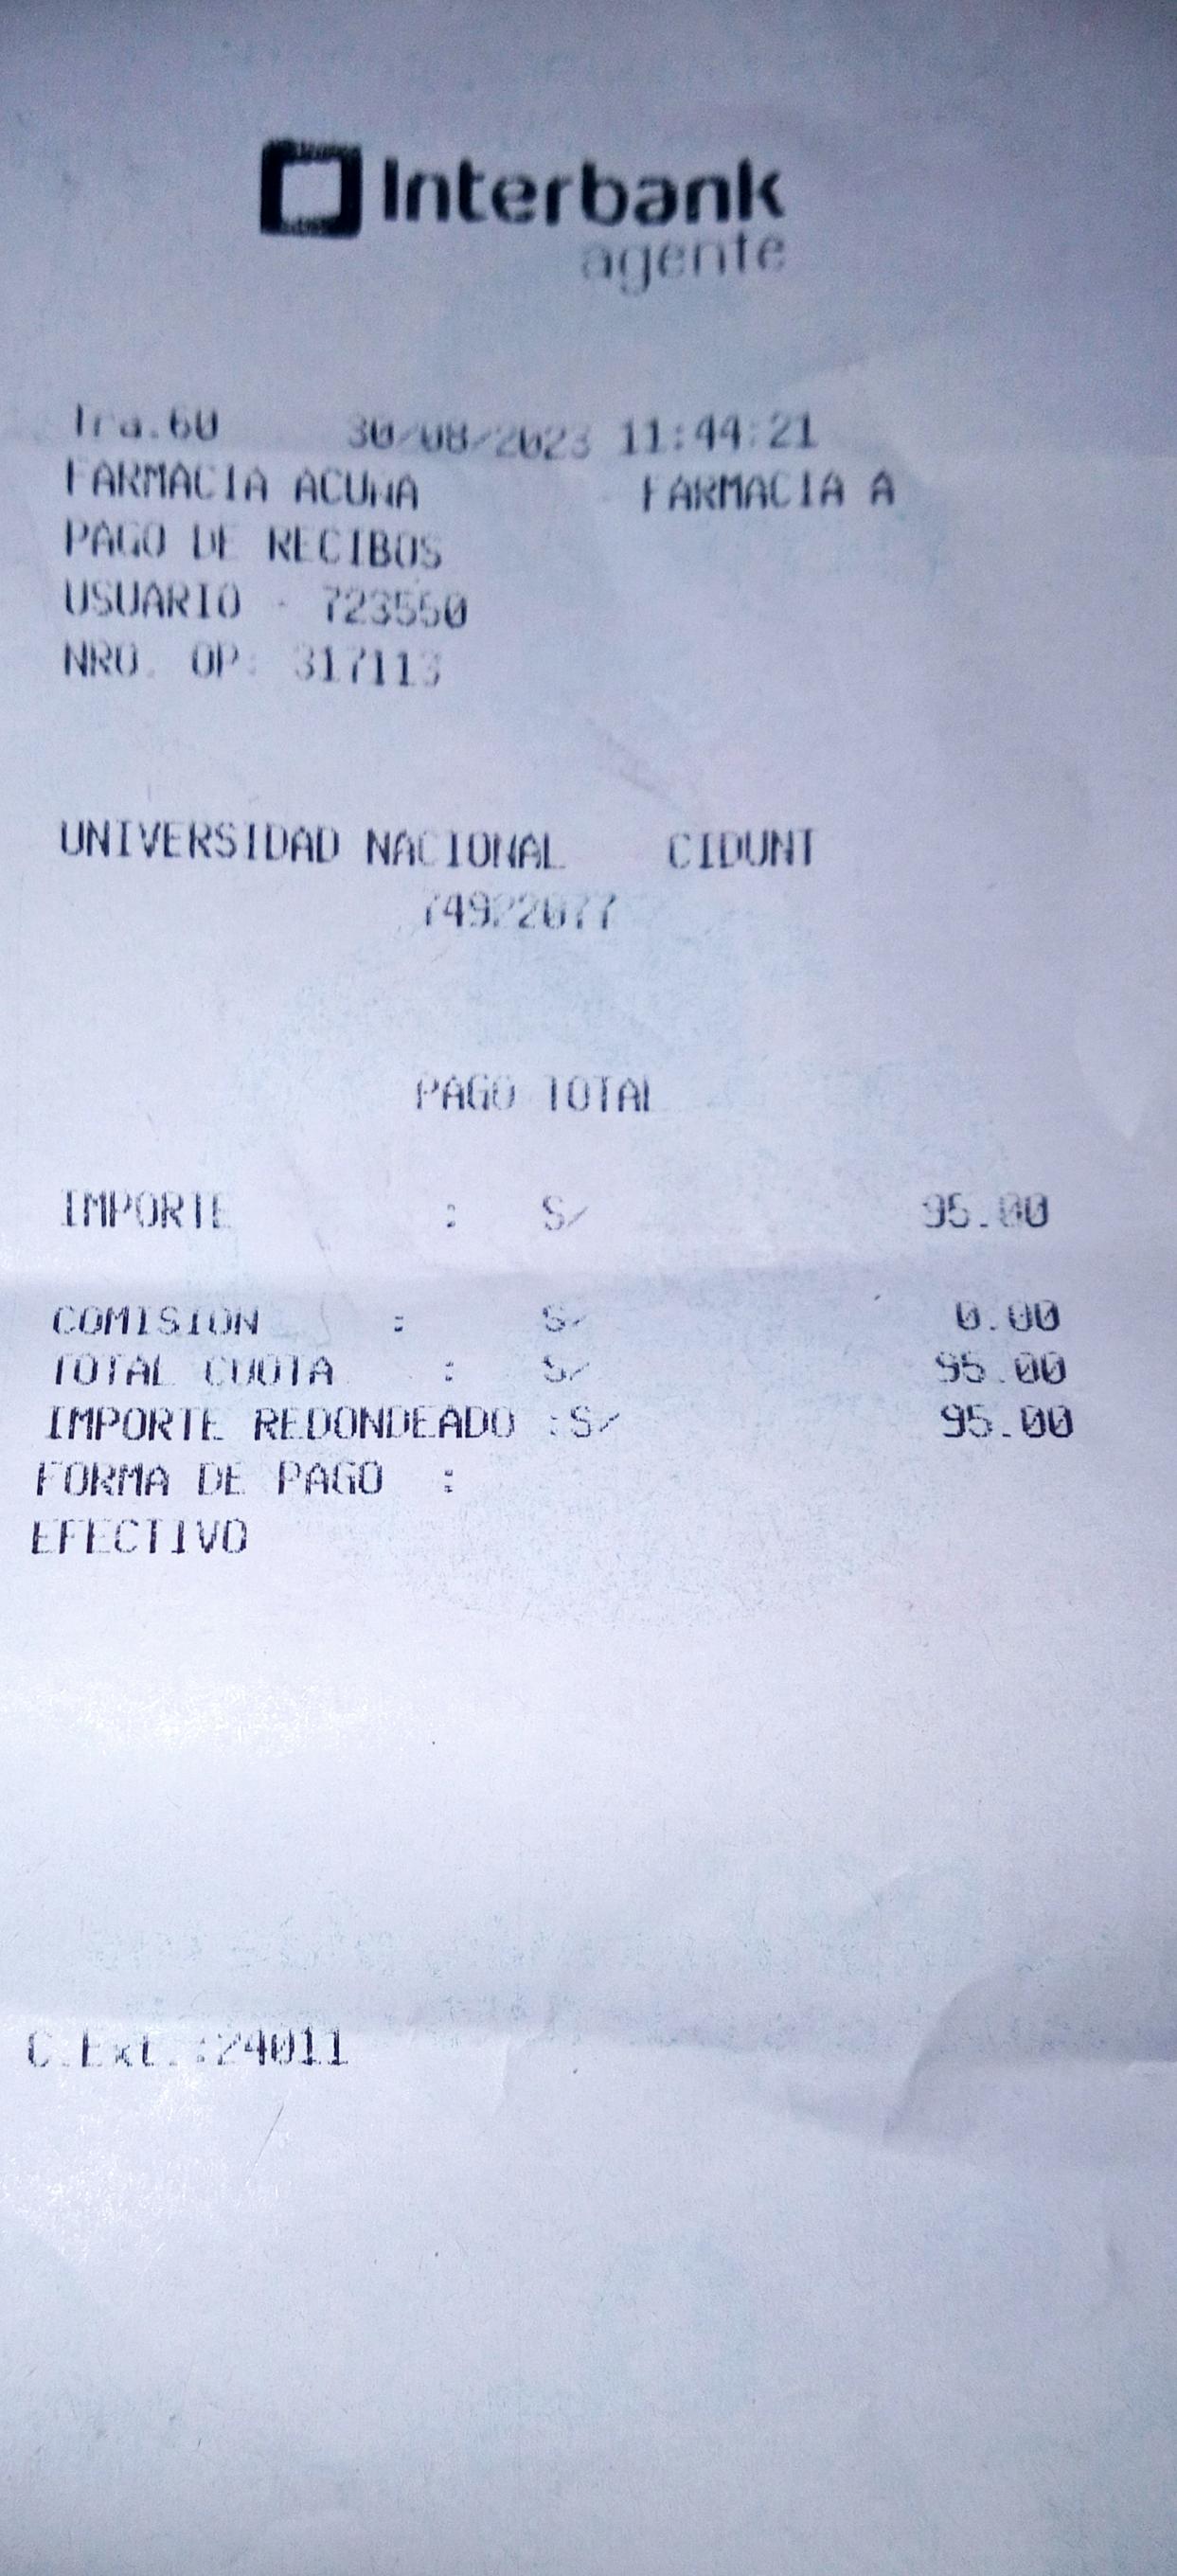 Interbank
agente
Tra.60 30/08/2023 11:44:21
FARMACIA ACUNA FARMACIA A
PAGO DE RECIBOS
USUARIO - 723550
NRO. OP: 317113
UNIVERSIDAD NACIONAL CIDUNT
74922077
PAGO TOTAL
IMPORTE : S/ 95.00
COMISION : S/ 0.00
TOTAL CUOTA : S/ 95.00
IMPORTE REDONDEADO :S/ 95.00
FORMA DE PAGO :
EFECTIVO
C.Ext.:24011